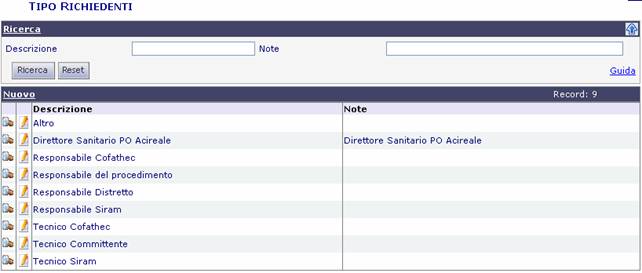 TIPO RICHIEDENTI
Ricerca
Descrizione Note
Ricerca Reset Guida
Nuovo Record: 9
Descrizione Note
Altro
Direttore Sanitario PO Acireale Direttore Sanitario PO Acireale
Responsabile Cofathec
Responsabile del procedimento
Responsabile Distretto
Responsabile Siram
Tecnico Cofathec
Tecnico Committente
Tecnico Siram